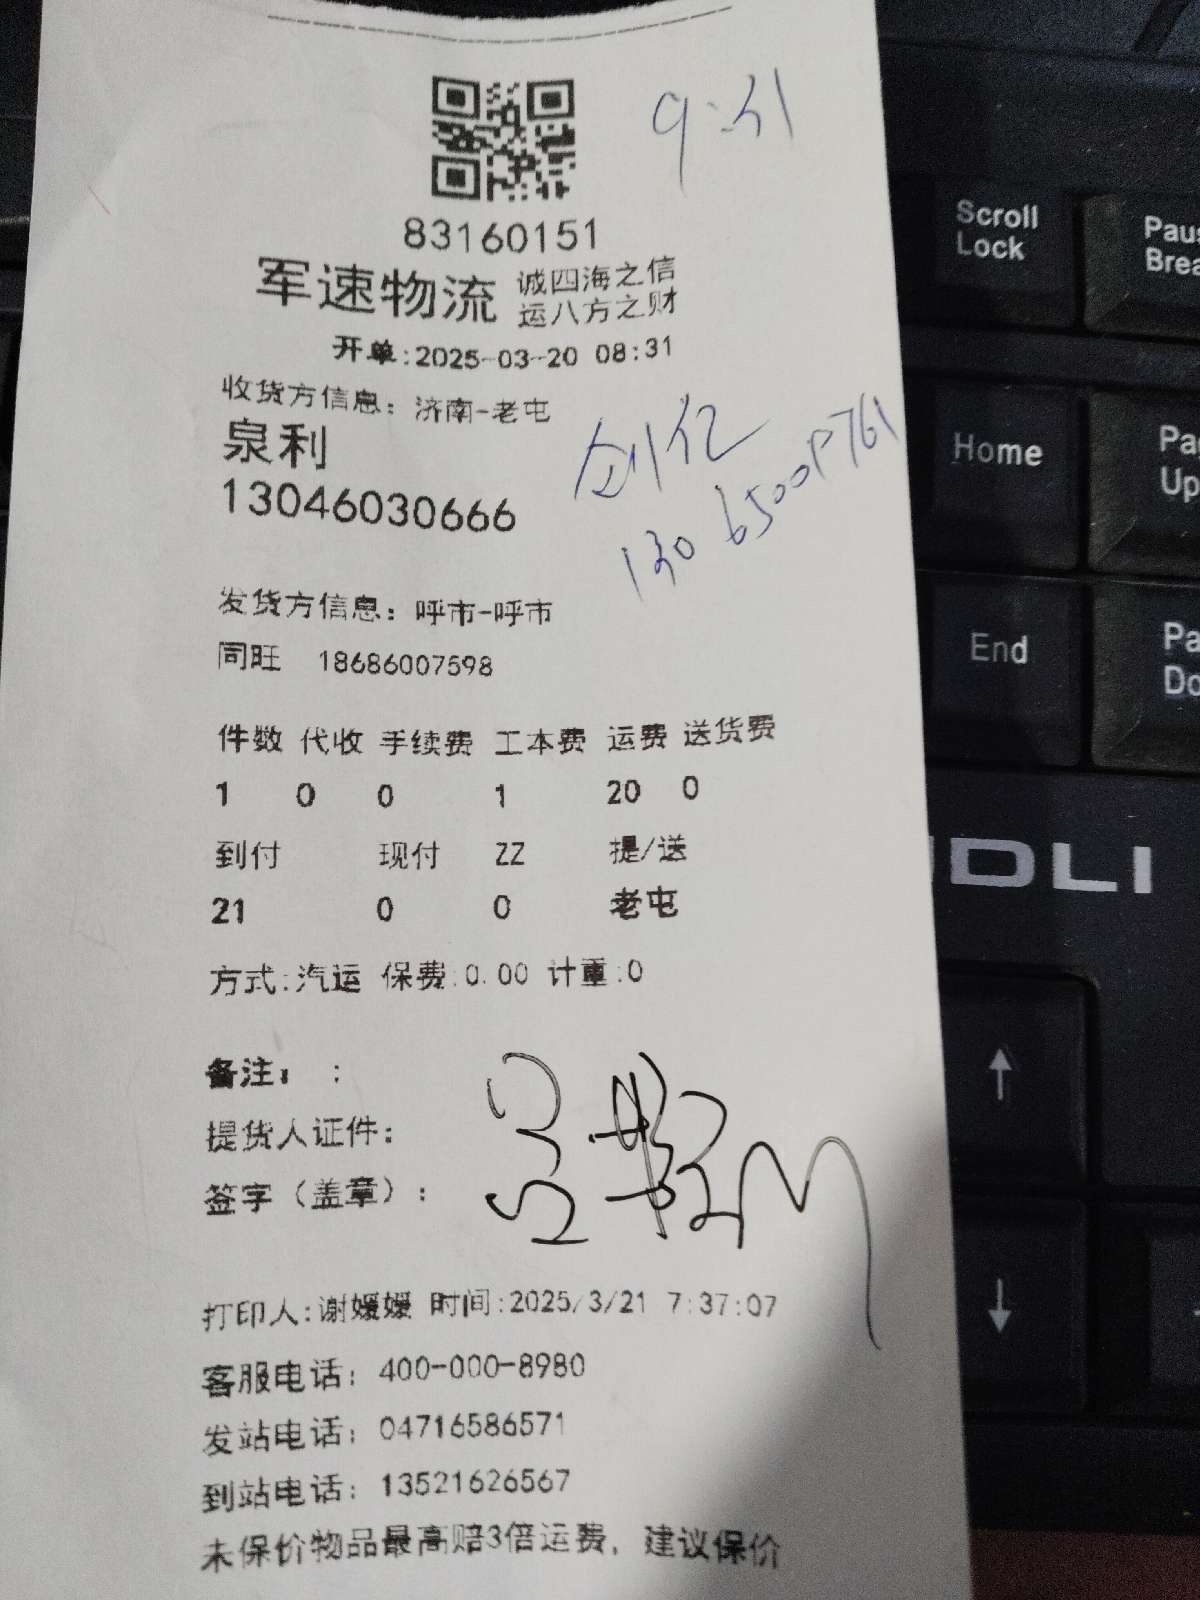 9:31
83160151
军速物流 诚四海之信
运八方之财
开单:2025-03-20 08:31
收货方信息: 济南-老屯
泉利
13046030666
创亿
发货方信息: 呼市-呼市
同旺 18686007598
件数 代收 手续费 工本费 运费 送货费
1 0 0 1 20 0
到付 现付 ZZ 提/送
21 0 0 老屯
方式:汽运 保费:0.00 计重:0
备注: :
提货人证件:
签字(盖章):
打印人:谢媛媛 时间:2025/3/21 7:37:07
客服电话: 400-000-8980
发站电话: 04716586571
到站电话: 13521626567
未保价物品最高赔3倍运费, 建议保价
Scroll
Lock
Home
End
DLI
↑
↓